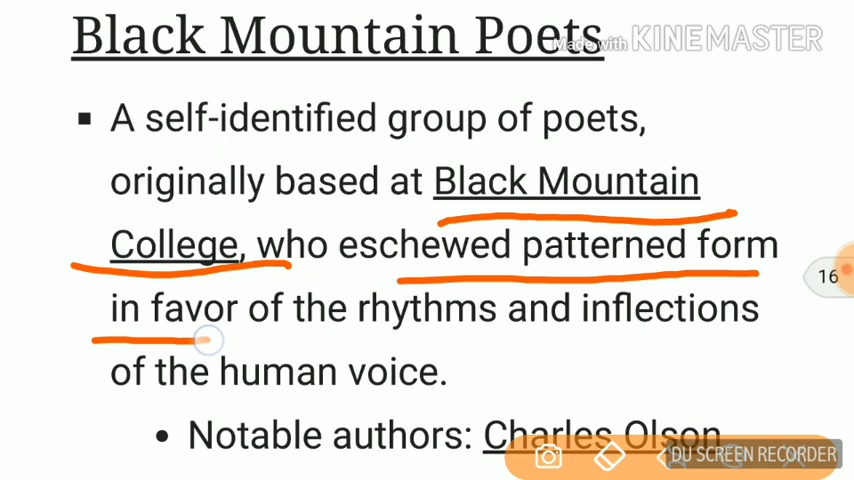 Black Mountain Poets
Made with KINEMASTER
▪ A self-identified group of poets,
originally based at Black Mountain
College, who eschewed patterned form
16
in favor of the rhythms and inflections
of the human voice.
• Notable authors: Charles Olson
DU SCREEN RECORDER